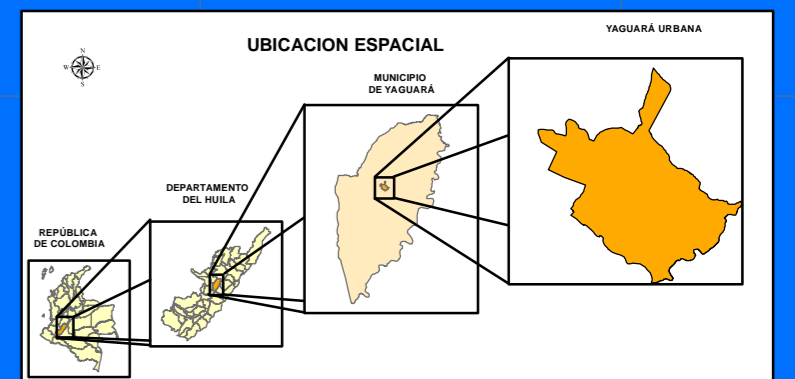 YAGUARÁ URBANA
UBICACION ESPACIAL
N
W E
S
MUNICIPIO
DE YAGUARÁ
DEPARTAMENTO
DEL HUILA
REPÚBLICA
DE COLOMBIA